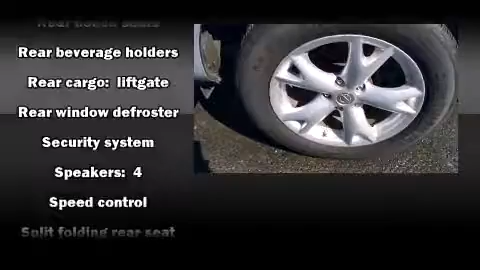 Rear beverage holders
Rear cargo:  liftgate
Rear window defroster
Security system
Speakers:  4
Speed control
Split folding rear seat